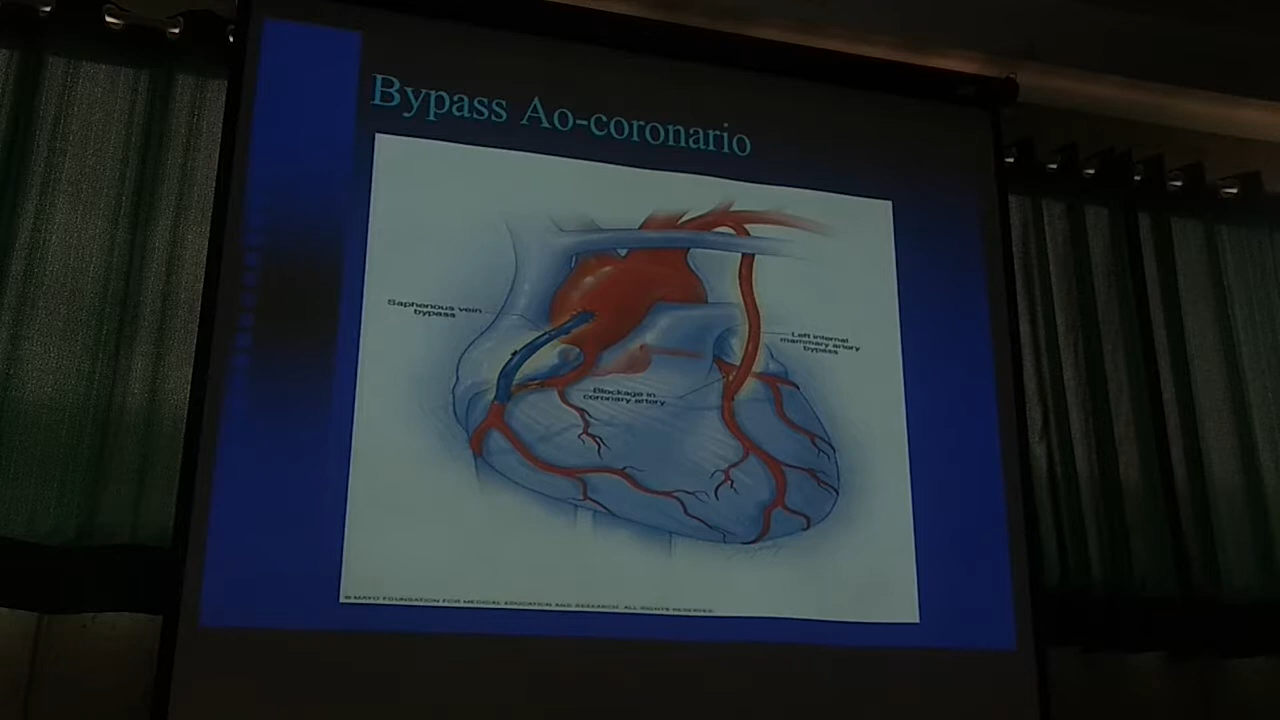 Bypass Ao-coronario
Saphenous vein
bypass
Left internal
mammary artery
bypass
Blockage in
coronary artery
© MAYO FOUNDATION FOR MEDICAL EDUCATION AND RESEARCH. ALL RIGHTS RESERVED.